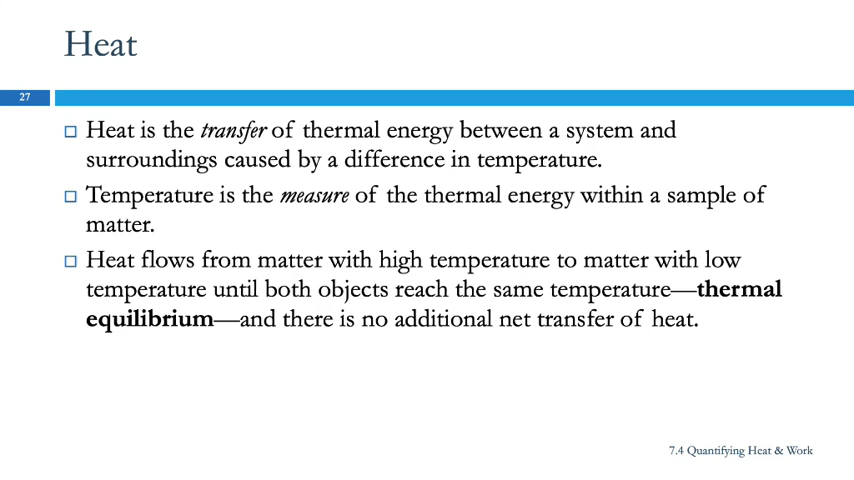 Heat
27
Heat is the transfer of thermal energy between a system and
surroundings caused by a difference in temperature.
Temperature is the measure of the thermal energy within a sample of
matter.
Heat flows from matter with high temperature to matter with low
temperature until both objects reach the same temperature—thermal
equilibrium—and there is no additional net transfer of heat.
7.4 Quantifying Heat & Work